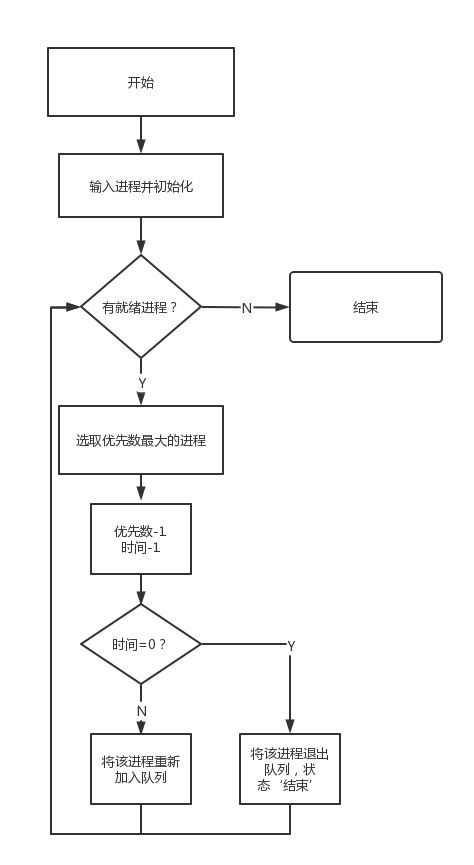 开始
输入进程并初始化
有就绪进程？
N
结束
Y
选取优先数最大的进程
优先数-1
时间-1
时间=0？
Y
N
将该进程重新
加入队列
将该进程退出
队列，状
态‘结束’